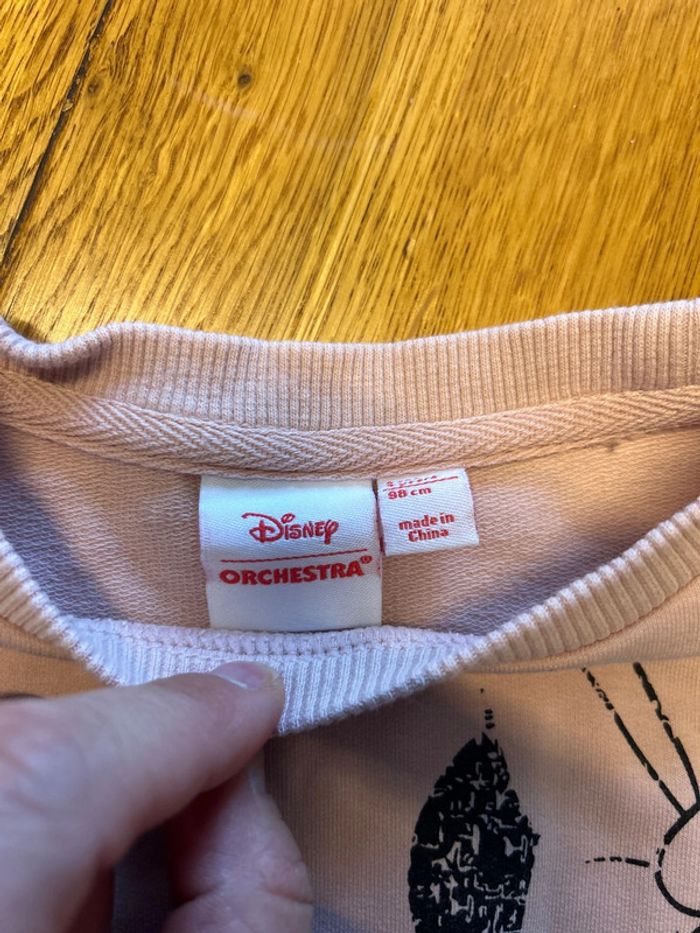 Disney
ORCHESTRA®
98 cm
made in
China